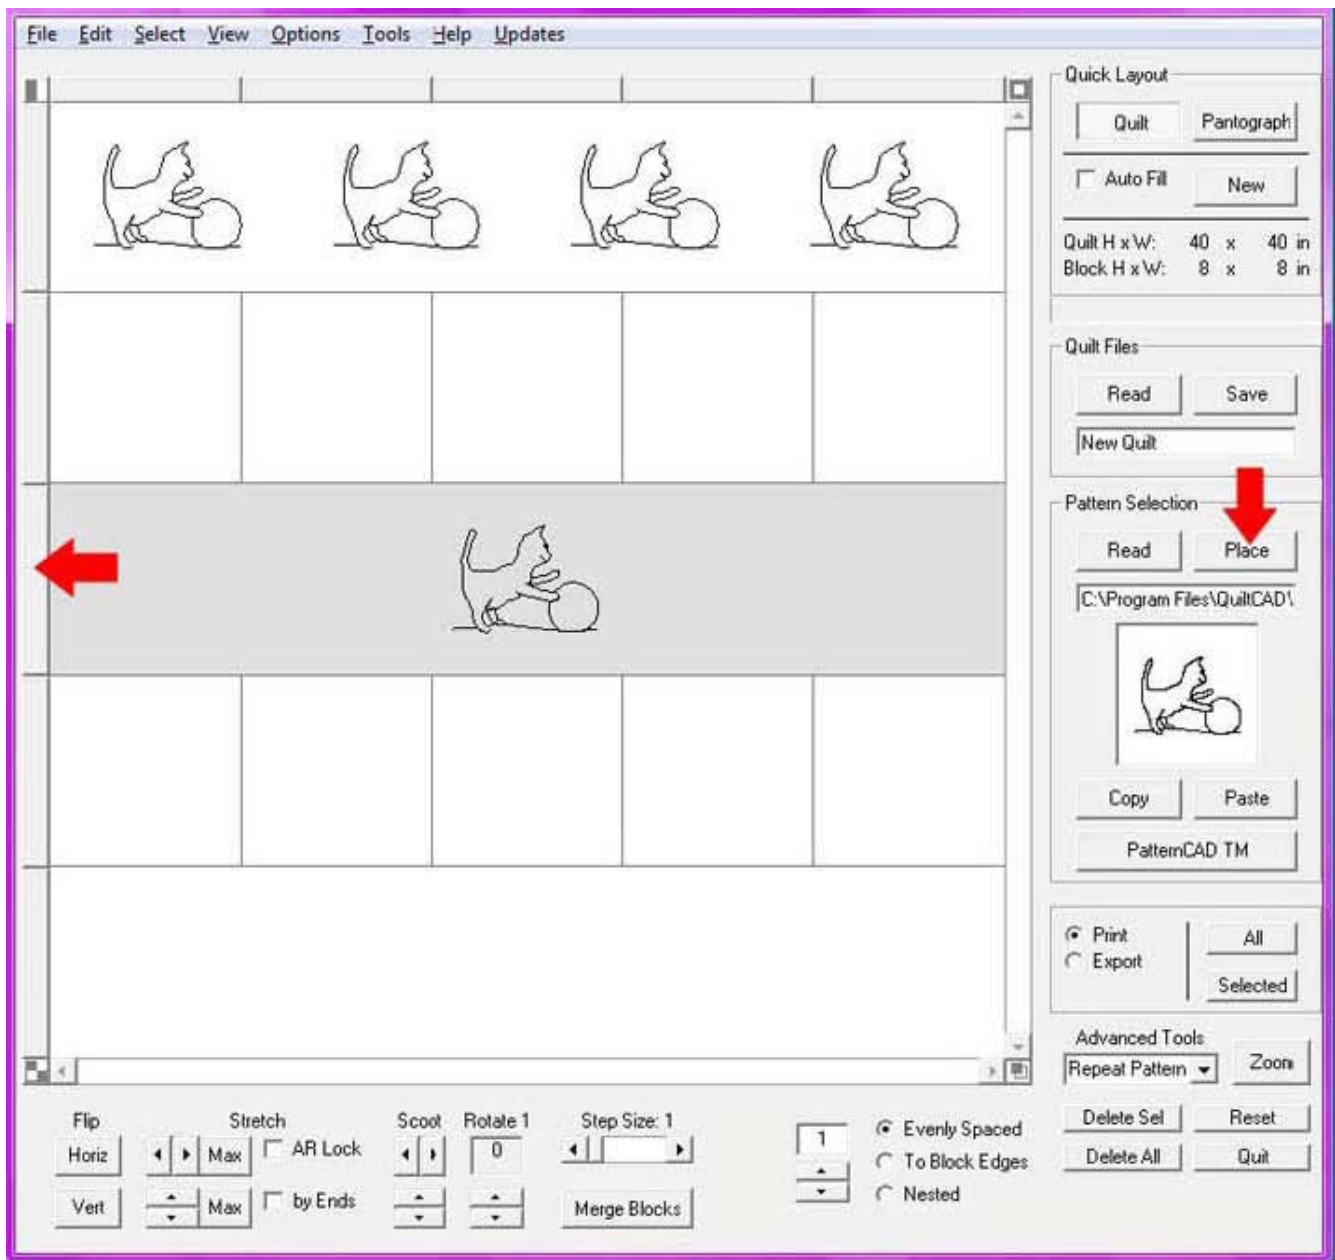 File Edit Select View Options Tools Help Updates
Quick Layout
Quilt Pantograph
Auto Fill New
Quilt H x W: 40 x 40 in
Block H x W: 8 x 8 in
Quilt Files
Read Save
New Quilt
Pattern Selection
Read Place
C:\Program Files\QuiltCAD\
Copy Paste
PatternCAD TM
Print All
Export
Selected
Advanced Tools
Repeat Pattern Zoom
Delete Sel Reset
Delete All Quit
Flip Stretch Scoot Rotate 1 Step Size: 1
Horiz Max AR Lock 0 1 Evenly Spaced
To Block Edges
Vert Max by Ends Merge Blocks Nested